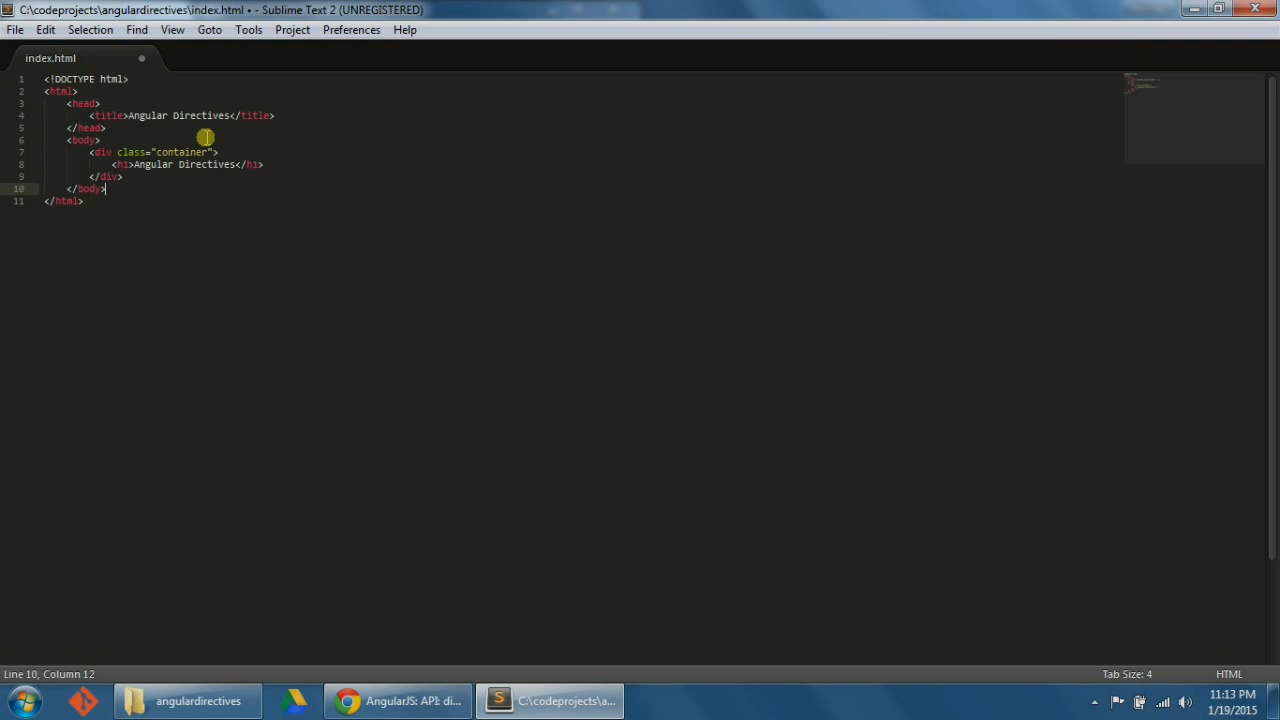 C:\codeprojects\angulardirectives\index.html • - Sublime Text 2 (UNREGISTERED)
File Edit Selection Find View Goto Tools Project Preferences Help
index.html
1 <!DOCTYPE html>
2 <html>
3 <head>
4 <title>Angular Directives</title>
5 </head>
6 <body>
7 <div class="container">
8 <h1>Angular Directives</h1>
9 </div>
10 </body>
11 </html>
Line 10, Column 12 Tab Size: 4 HTML
angulardirectives AngularJS: API: di... C:\codeprojects\a... 11:13 PM
1/19/2015